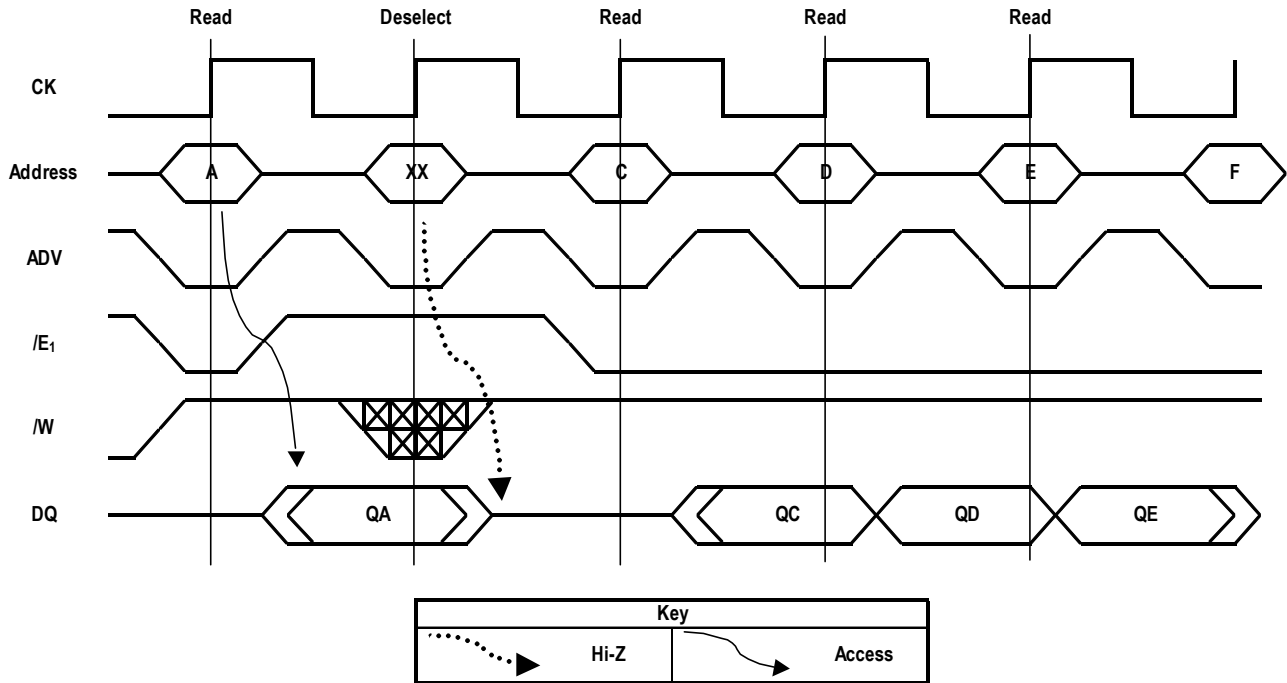 Read Deselect Read Read Read
CK
Address A XX C D E F
ADV
/E₁
/W
DQ QA QC QD QE
Key
Hi-Z Access